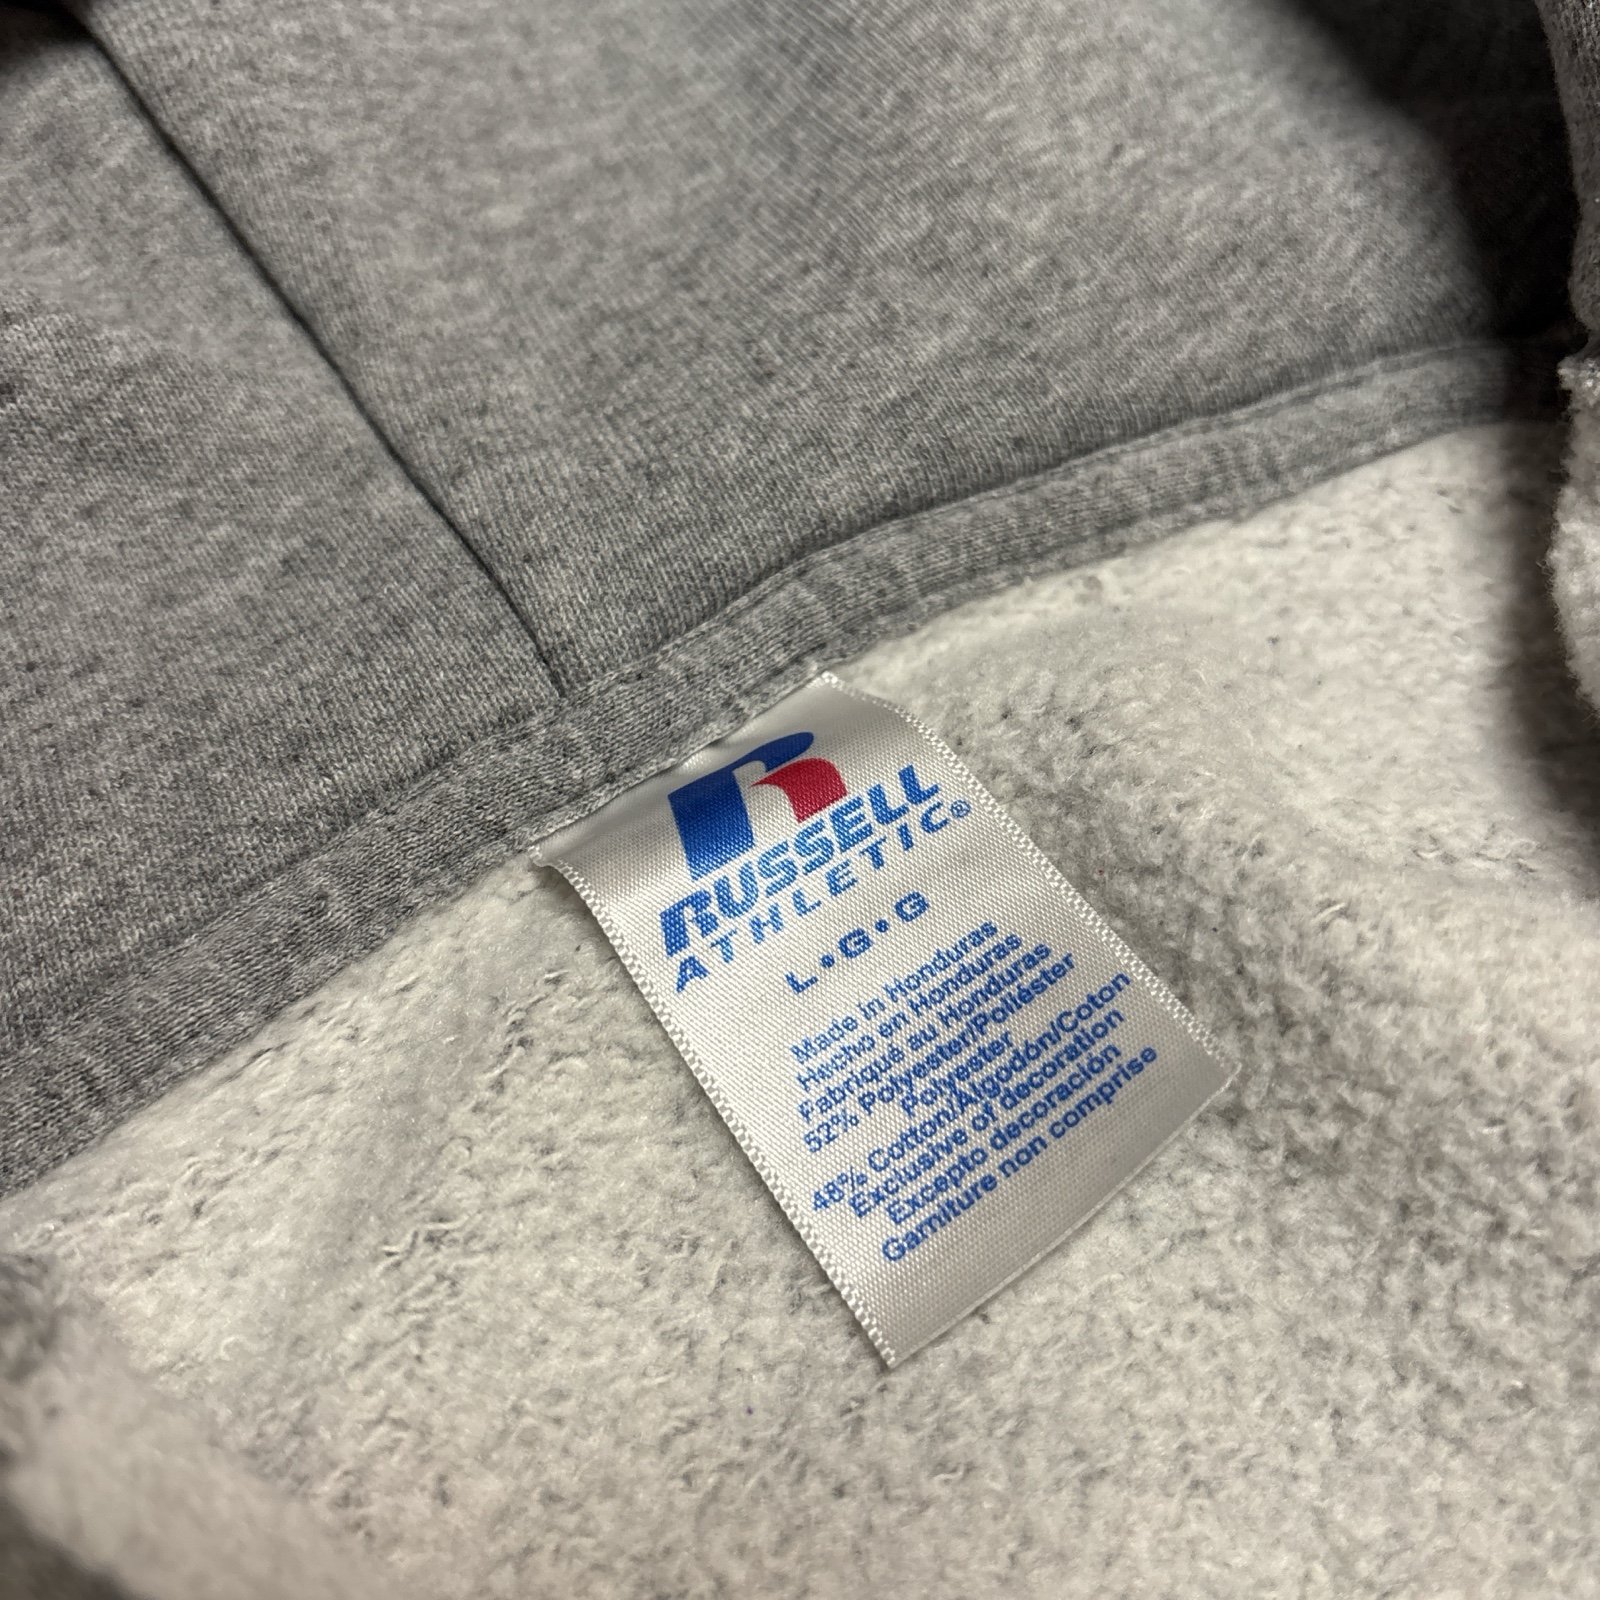 RUSSELL
ATHLETIC®
L•G•G
Made in Honduras
Hecho en Honduras
Fabriqué au Honduras
52% Polyester/Poliéster
Polyester
48% Cotton/Algodón/Coton
Exclusive of decoration
Excepto decoración
Garniture non comprise